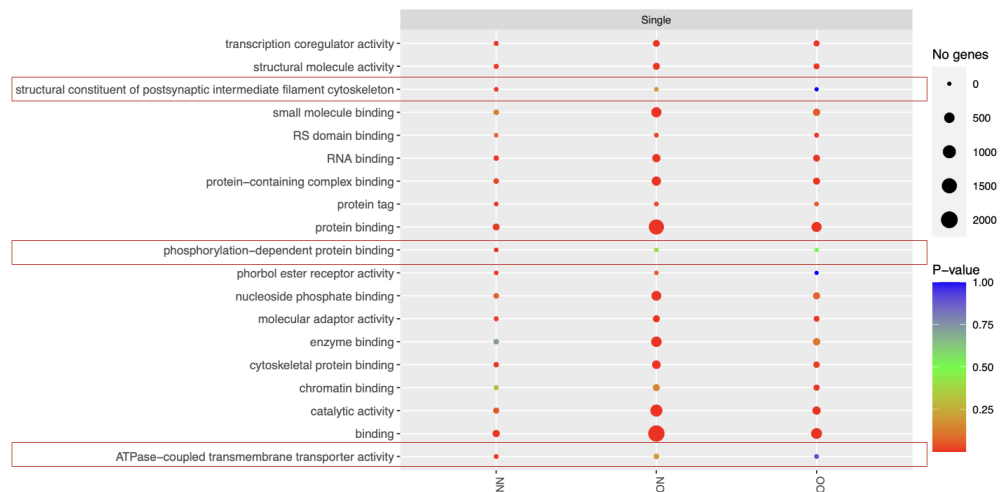 Single
transcription coregulator activity
structural molecule activity
structural constituent of postsynaptic intermediate filament cytoskeleton
small molecule binding
RS domain binding
RNA binding
protein−containing complex binding
protein tag
protein binding
phosphorylation−dependent protein binding
phorbol ester receptor activity
nucleoside phosphate binding
molecular adaptor activity
enzyme binding
cytoskeletal protein binding
chromatin binding
catalytic activity
binding
ATPase−coupled transmembrane transporter activity
NN
NO
OO
No genes
0
500
1000
1500
2000
P−value
1.00
0.75
0.50
0.25